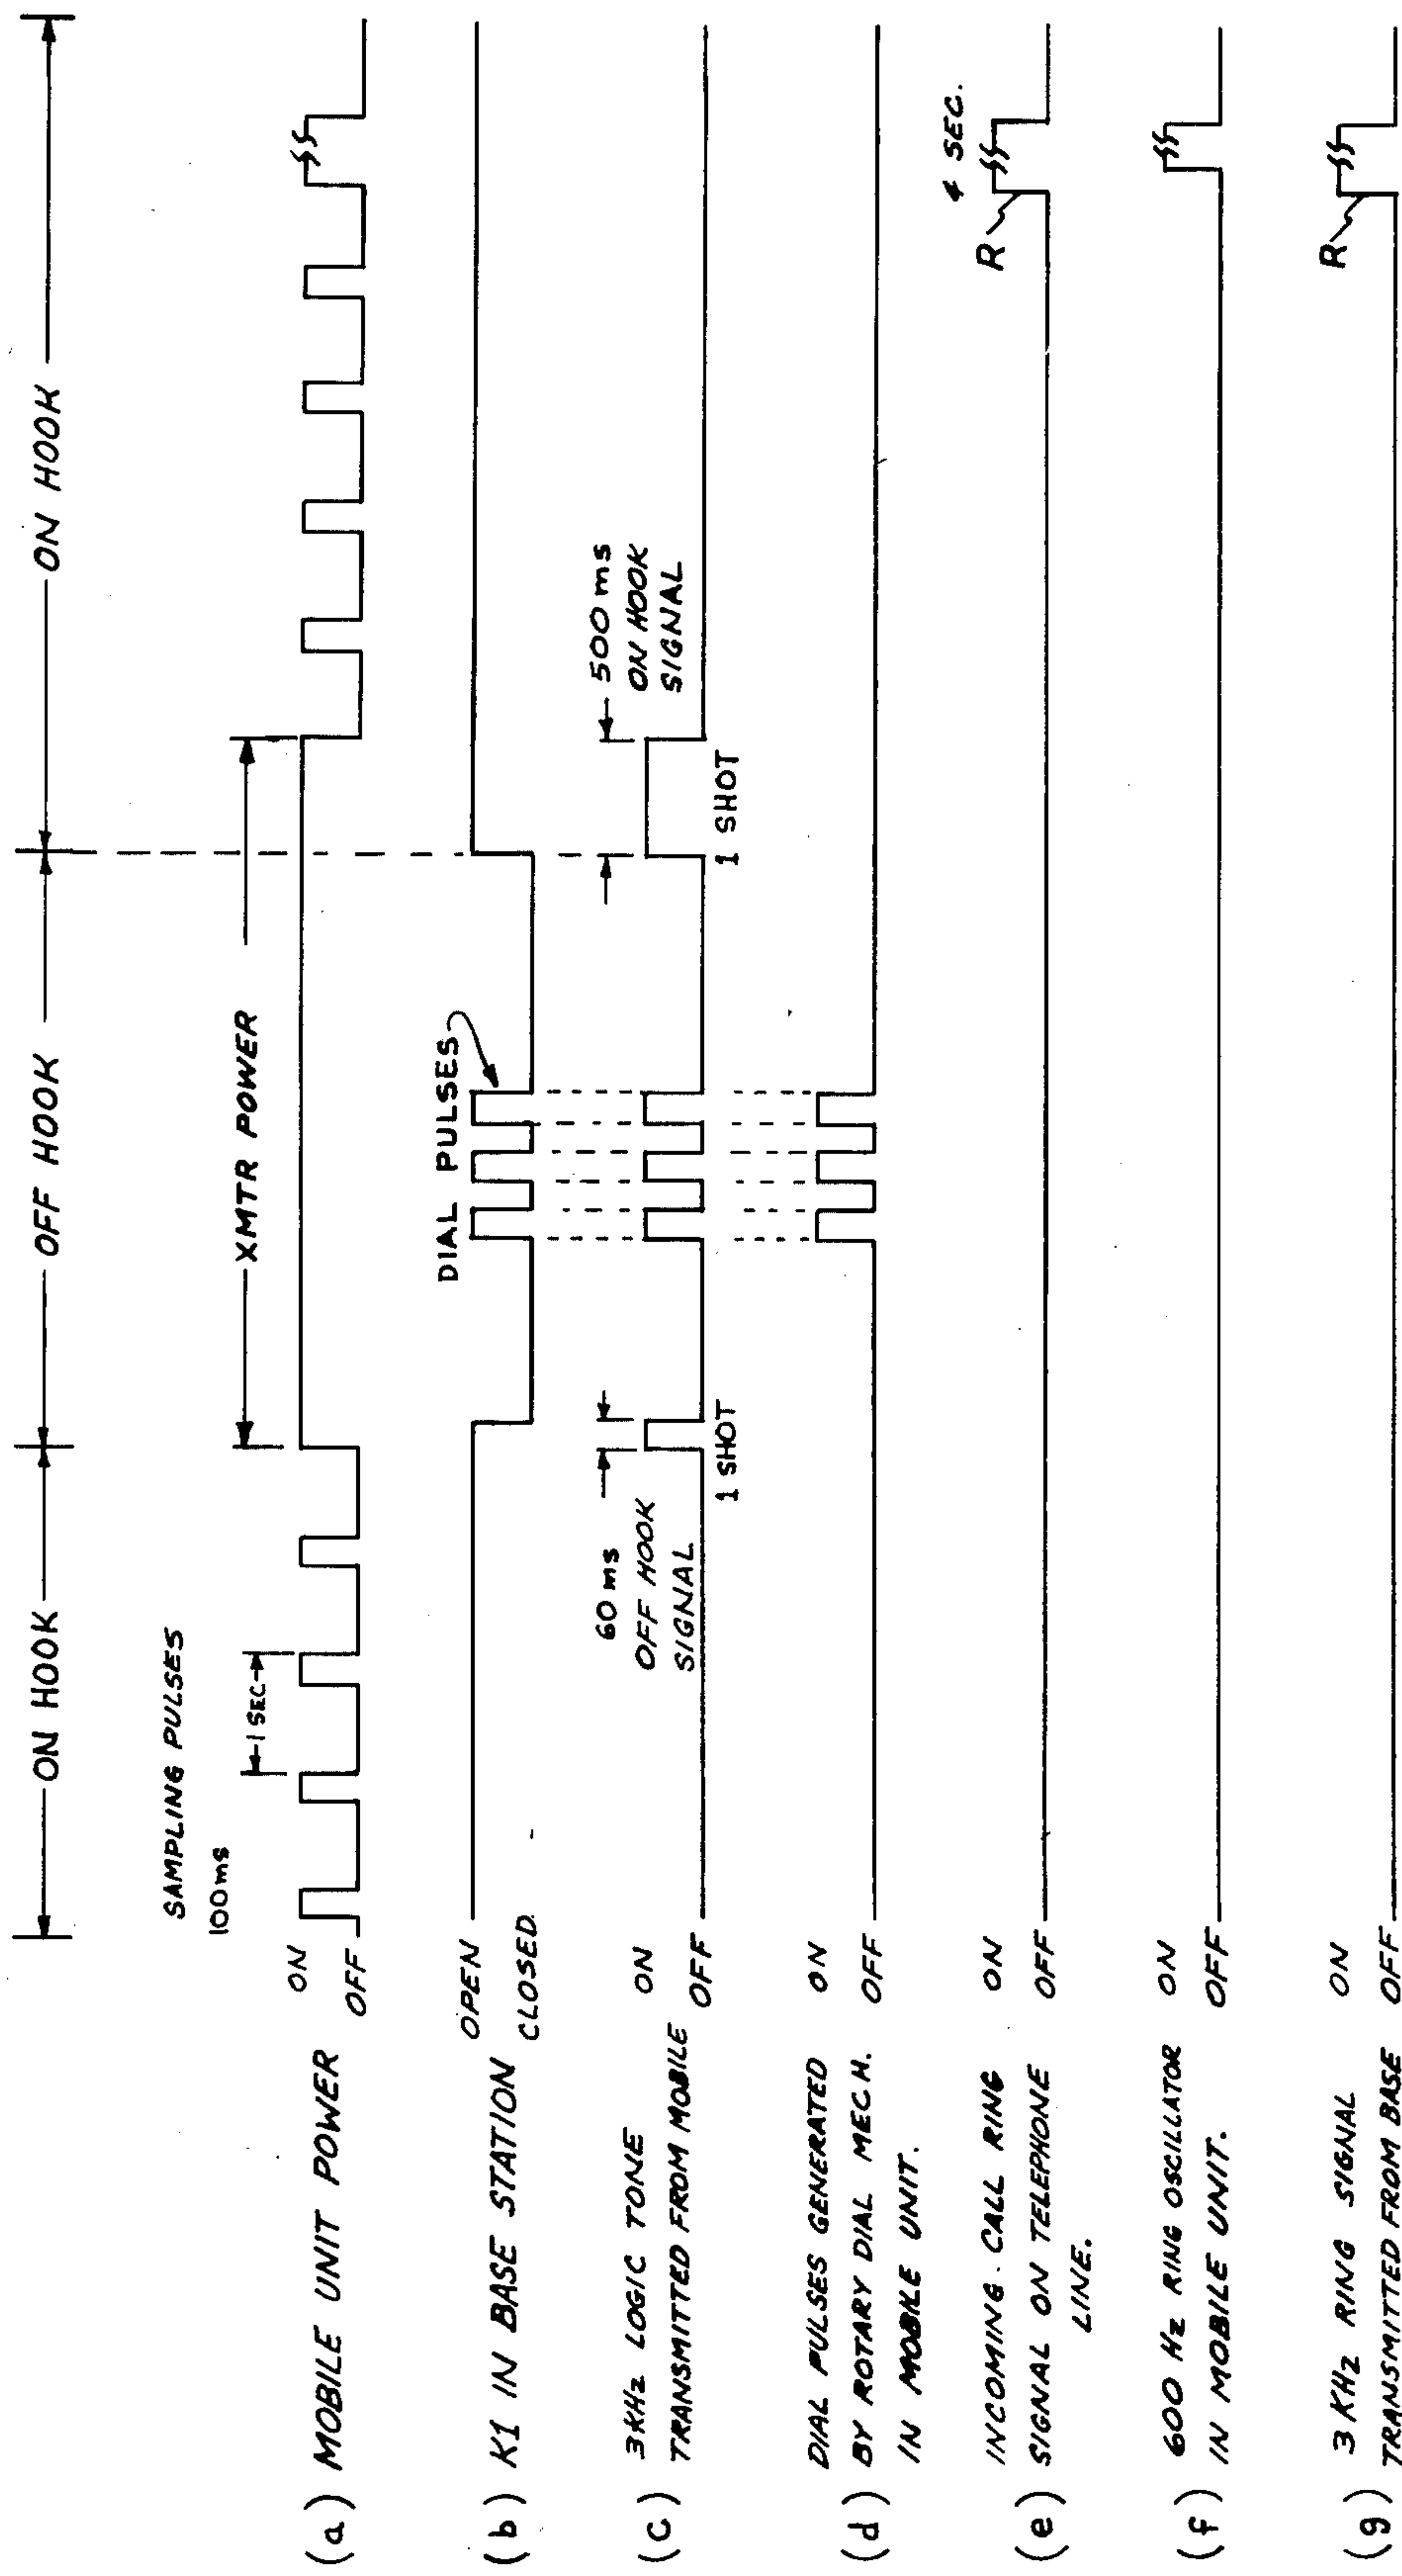 ON HOOK
OFF HOOK
ON HOOK
SAMPLING PULSES
100ms
1 SEC
XMTR POWER
(a) MOBILE UNIT POWER
ON
OFF
(b) K1 IN BASE STATION
OPEN
CLOSED
DIAL PULSES
(c) 3KHz LOGIC TONE
TRANSMITTED FROM MOBILE
ON
OFF
60 ms
OFF HOOK
SIGNAL
1 SHOT
500 ms
ON HOOK
SIGNAL
1 SHOT
(d) DIAL PULSES GENERATED
BY ROTARY DIAL MECH.
IN MOBILE UNIT.
ON
OFF
(e) INCOMING CALL RING
SIGNAL ON TELEPHONE
LINE.
ON
OFF
R
4 SEC.
(f) 600 Hz RING OSCILLATOR
IN MOBILE UNIT.
ON
OFF
(g) 3 KHz RING SIGNAL
TRANSMITTED FROM BASE
ON
OFF
R